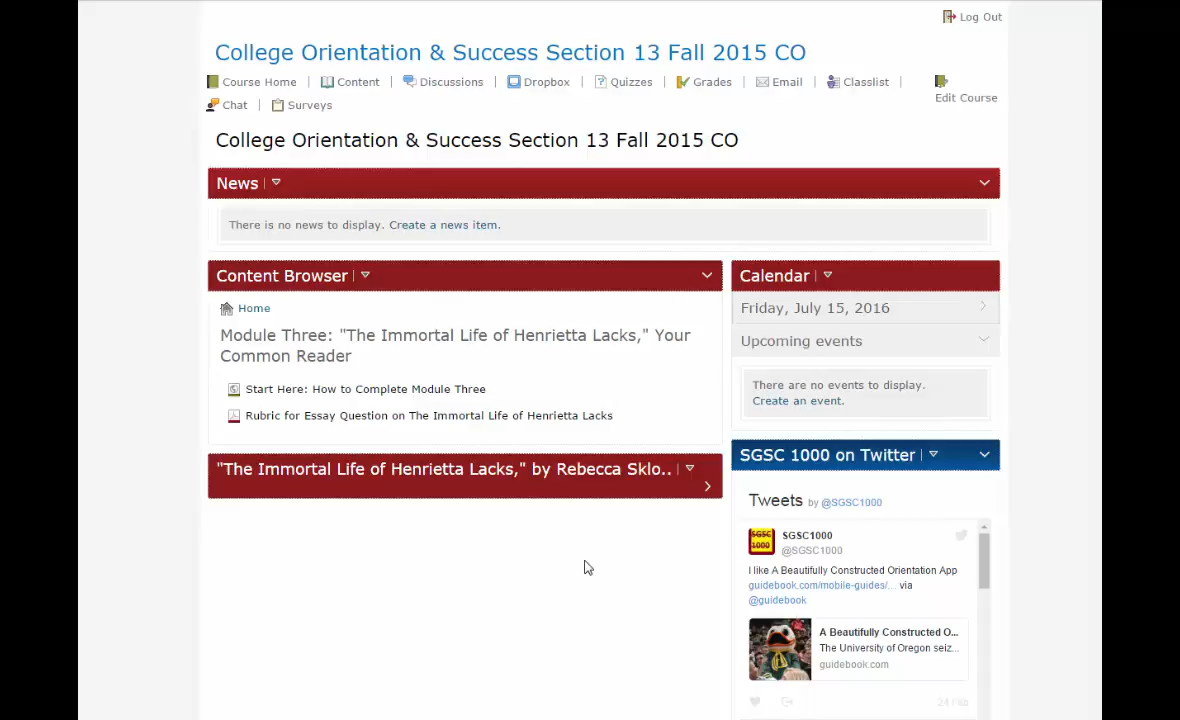 Log Out
College Orientation & Success Section 13 Fall 2015 CO
Course Home | Content | Discussions | Dropbox | Quizzes | Grades | Email | Classlist |
Edit Course
Chat | Surveys
College Orientation & Success Section 13 Fall 2015 CO
News
There is no news to display. Create a news item.
Content Browser
Home
Module Three: "The Immortal Life of Henrietta Lacks," Your
Common Reader
Start Here: How to Complete Module Three
Rubric for Essay Question on The Immortal Life of Henrietta Lacks
"The Immortal Life of Henrietta Lacks," by Rebecca Sklo..
Calendar
Friday, July 15, 2016
Upcoming events
There are no events to display.
Create an event.
SGSC 1000 on Twitter
Tweets by @SGSC1000
SGSC
1000
SGSC1000
@SGSC1000
I like A Beautifully Constructed Orientation App
guidebook.com/mobile-guides/... via
@guidebook
A Beautifully Constructed O...
The University of Oregon seiz...
guidebook.com
24 Feb